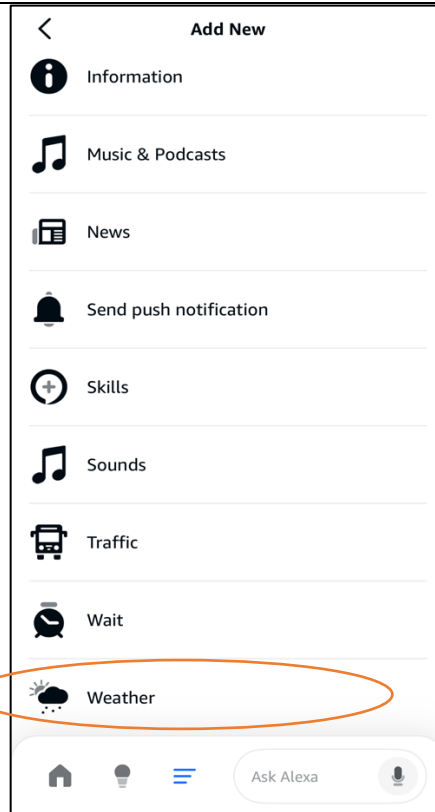 Add New
Information
Music & Podcasts
News
Send push notification
Skills
Sounds
Traffic
Wait
Weather
Ask Alexa